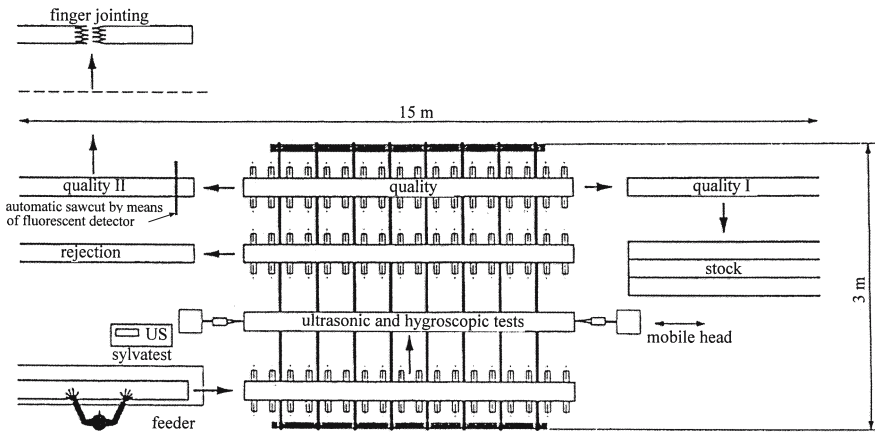 finger jointing
15 m
quality II
quality
quality I
automatic sawcut by means
of fluorescent detector
rejection
stock
3 m
ultrasonic and hygroscopic tests
US
sylvatest
mobile head
feeder